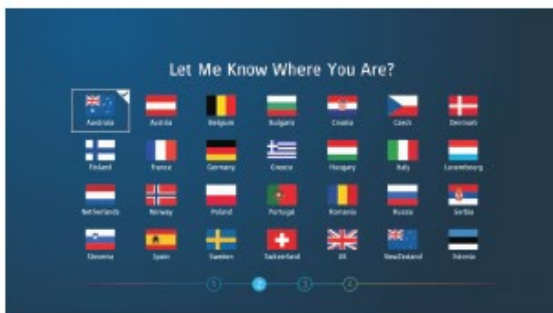 Let Me Know Where You Are?
Australia Austria Belgium Bulgaria Croatia Czech Denmark
Finland France Germany Greece Hungary Italy Luxembourg
Netherlands Norway Poland Portugal Romania Russia Serbia
Slovenia Spain Sweden Switzerland UK NewZealand Estonia
1 2 3 4